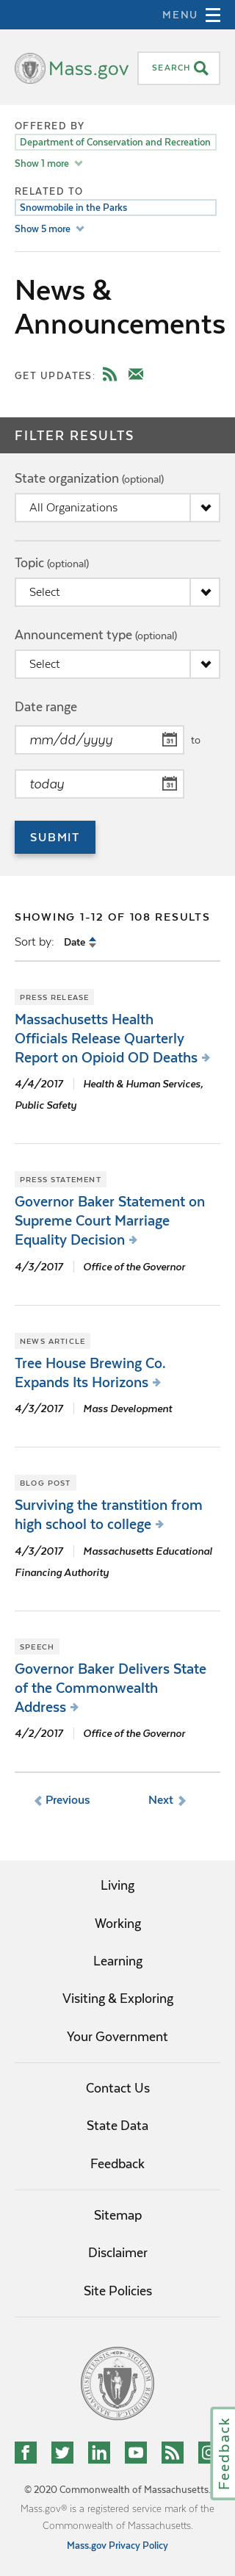 MENU
Mass.gov
SEARCH
OFFERED BY
Department of Conservation and Recreation
Show 1 more
RELATED TO
Snowmobile in the Parks
Show 5 more
News &
Announcements
GET UPDATES:
FILTER RESULTS
State organization (optional)
All Organizations
Topic (optional)
Select
Announcement type (optional)
Select
Date range
mm/dd/yyyy
31
to
today
31
SUBMIT
SHOWING 1-12 OF 108 RESULTS
Sort by: Date
PRESS RELEASE
Massachusetts Health
Officials Release Quarterly
Report on Opioid OD Deaths
4/4/2017 Health & Human Services,
Public Safety
PRESS STATEMENT
Governor Baker Statement on
Supreme Court Marriage
Equality Decision
4/3/2017 Office of the Governor
NEWS ARTICLE
Tree House Brewing Co.
Expands Its Horizons
4/3/2017 Mass Development
BLOG POST
Surviving the transtition from
high school to college
4/3/2017 Massachusetts Educational
Financing Authority
SPEECH
Governor Baker Delivers State
of the Commonwealth
Address
4/2/2017 Office of the Governor
Previous Next
Living
Working
Learning
Visiting & Exploring
Your Government
Contact Us
State Data
Feedback
Sitemap
Disclaimer
Site Policies
Feedback
© 2020 Commonwealth of Massachusetts.
Mass.gov® is a registered service mark of the
Commonwealth of Massachusetts.
Mass.gov Privacy Policy